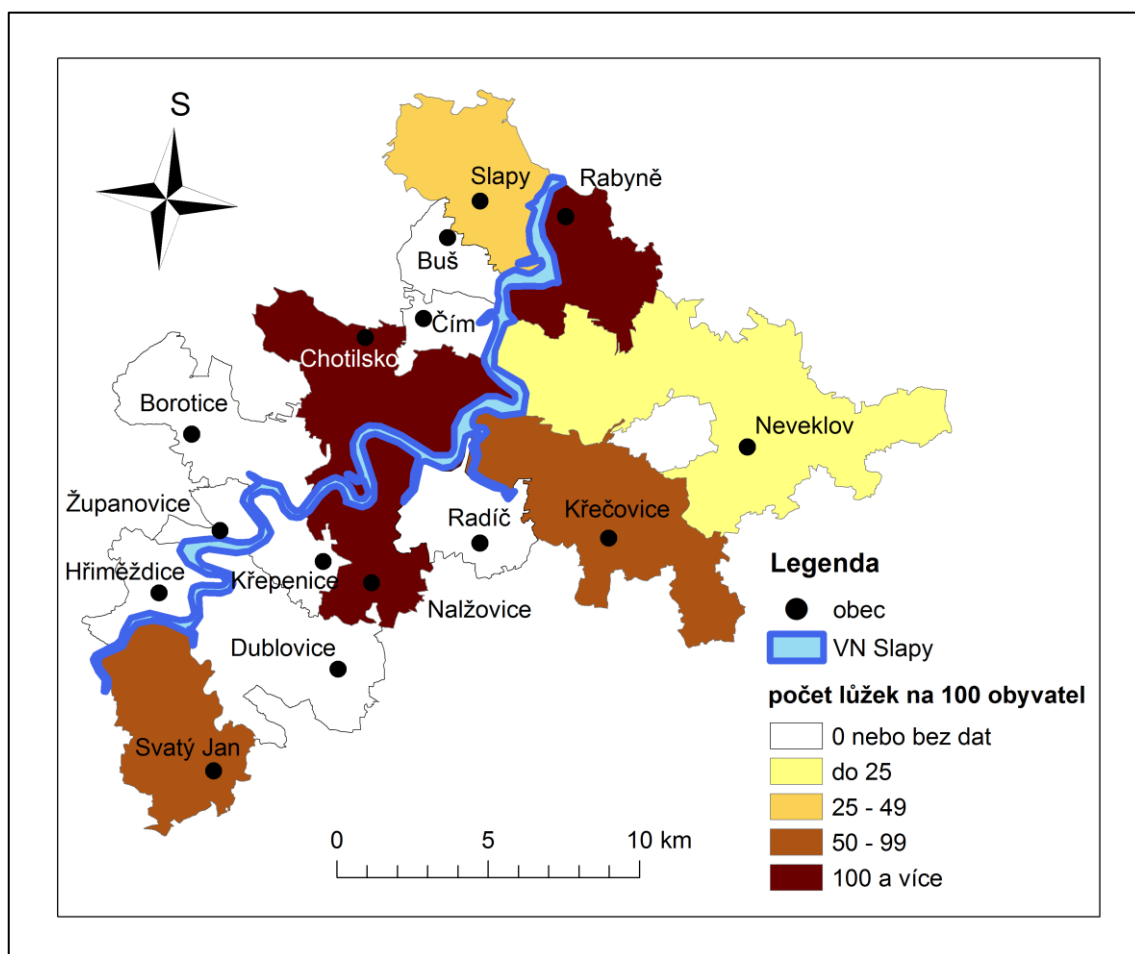 S
Slapy
Rabyně
Buš
Čím
Chotilsko
Borotice
Neveklov
Županovice
Radíč
Křečovice
Hřiměždice
Křepenice
Nalžovice
Dublovice
Svatý Jan
Legenda
obec
VN Slapy
počet lůžek na 100 obyvatel
0 nebo bez dat
do 25
25 - 49
50 - 99
100 a více
0 5 10 km